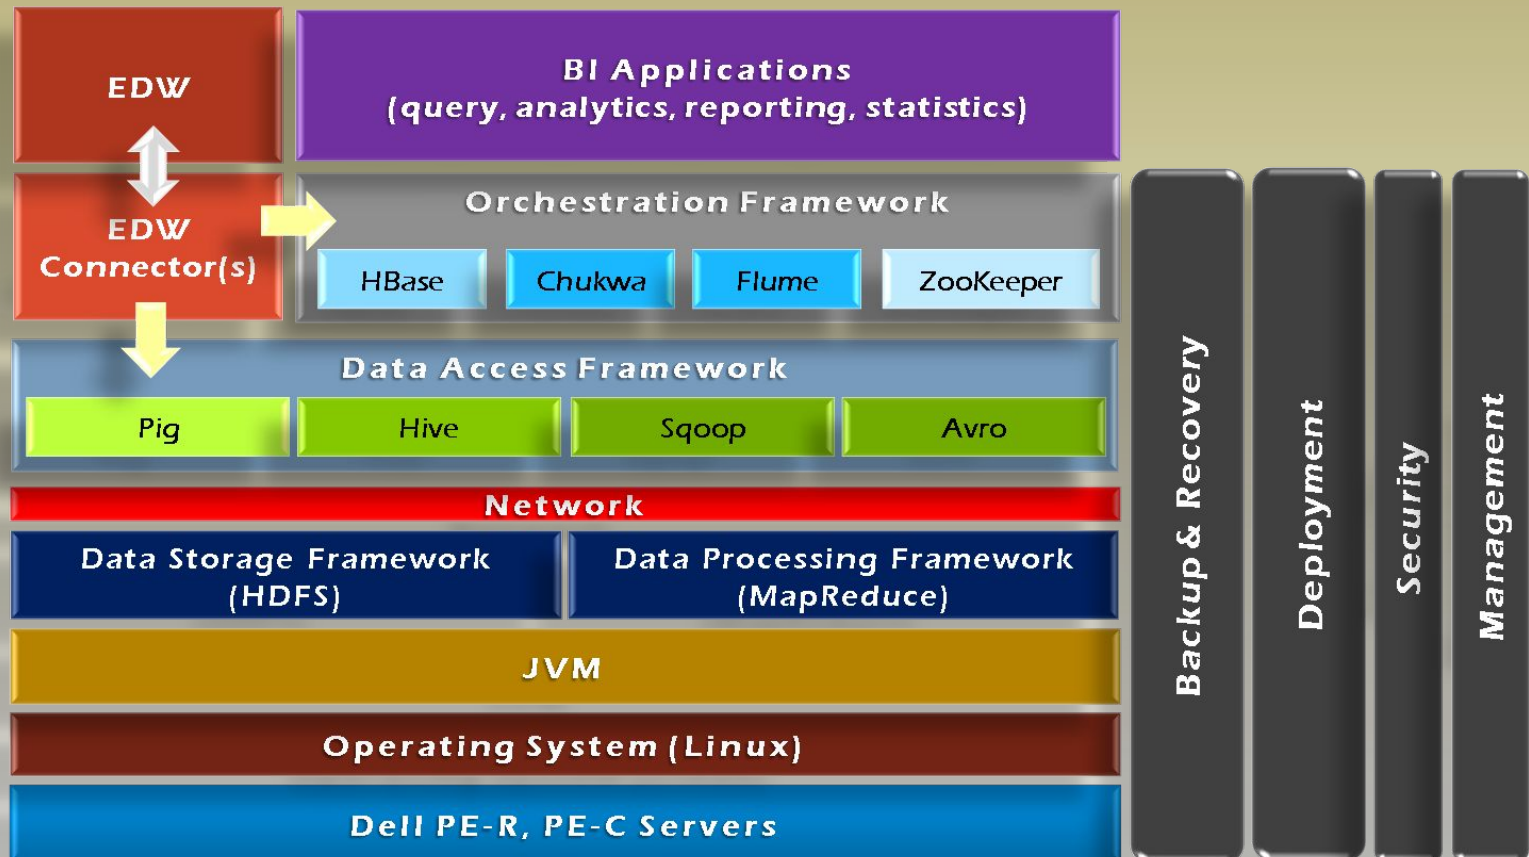 EDW
BI Applications
(query, analytics, reporting, statistics)
EDW
Connector(s)
Orchestration Framework
HBase
Chukwa
Flume
ZooKeeper
Data Access Framework
Pig
Hive
Sqoop
Avro
Network
Data Storage Framework
(HDFS)
Data Processing Framework
(MapReduce)
JVM
Operating System (Linux)
Dell PE-R, PE-C Servers
Backup & Recovery
Deployment
Security
Management